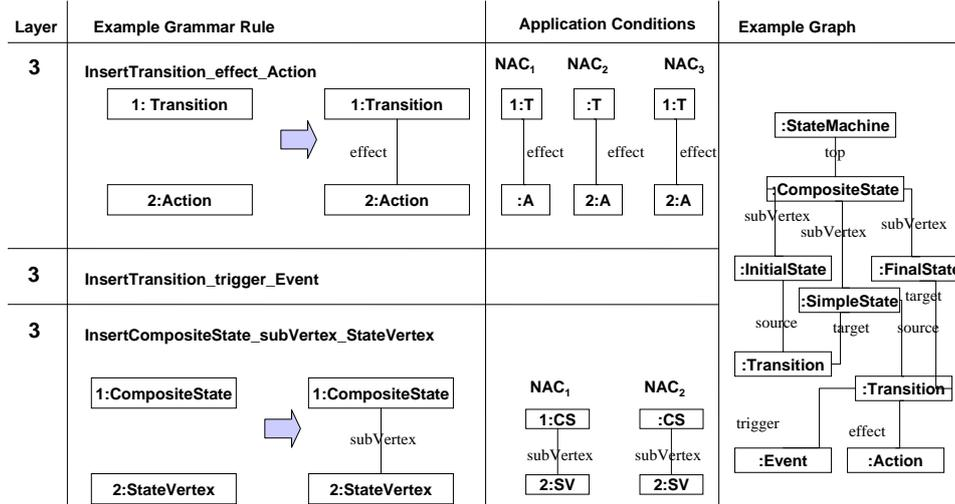 Layer Example Grammar Rule Application Conditions Example Graph
3 InsertTransition_effect_Action
NAC1 NAC2 NAC3
1: Transition 1:Transition
1:T :T 1:T
effect
effect effect effect
2:Action 2:Action
:A 2:A 2:A
3 InsertTransition_trigger_Event
3 InsertCompositeState_subVertex_StateVertex
1:CompositeState 1:CompositeState
NAC1 NAC2
1:CS :CS
subVertex
subVertex subVertex
2:StateVertex 2:StateVertex
2:SV 2:SV
:StateMachine
top
:CompositeState
subVertex subVertex subVertex
:InitialState :FinalState
:SimpleState
target
source target source
:Transition
:Transition
trigger effect
:Event :Action